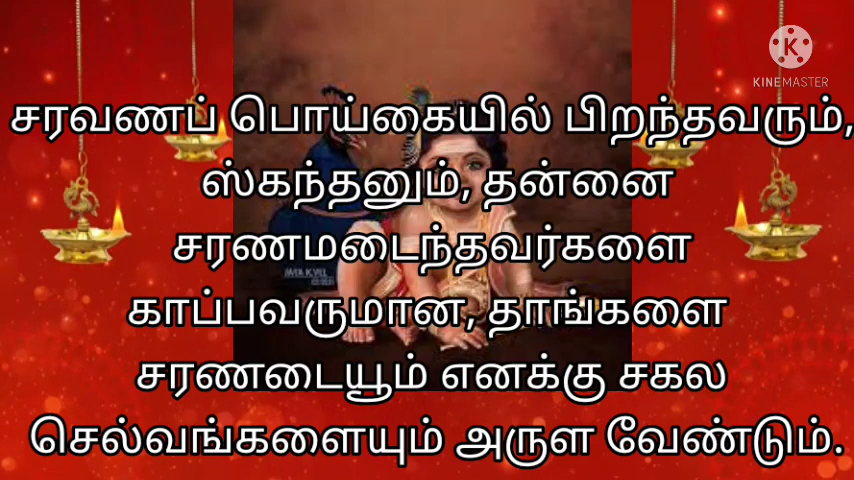 KINEMASTER
சரவணப் பொய்கையில் பிறந்தவரும்,
ஸ்கந்தனும், தன்னை
சரணமடைந்தவர்களை
காப்பவருமான, தாங்களை
சரணடையூம் எனக்கு சகல
செல்வங்களையும் அருள வேண்டும்.